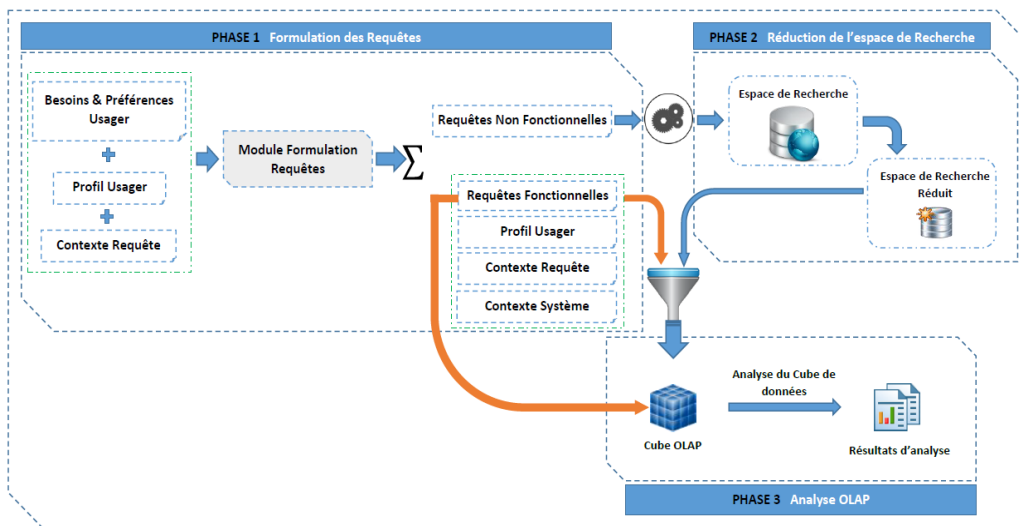 PHASE 1 Formulation des Requêtes
PHASE 2 Réduction de l'espace de Recherche
Besoins & Préférences
Usager
Profil Usager
Contexte Requête
Module Formulation
Requêtes
Σ
Requêtes Non Fonctionnelles
Requêtes Fonctionnelles
Profil Usager
Contexte Requête
Contexte Système
Espace de Recherche
Espace de Recherche
Réduit
Cube OLAP
Analyse du Cube de
données
Résultats d'analyse
PHASE 3 Analyse OLAP